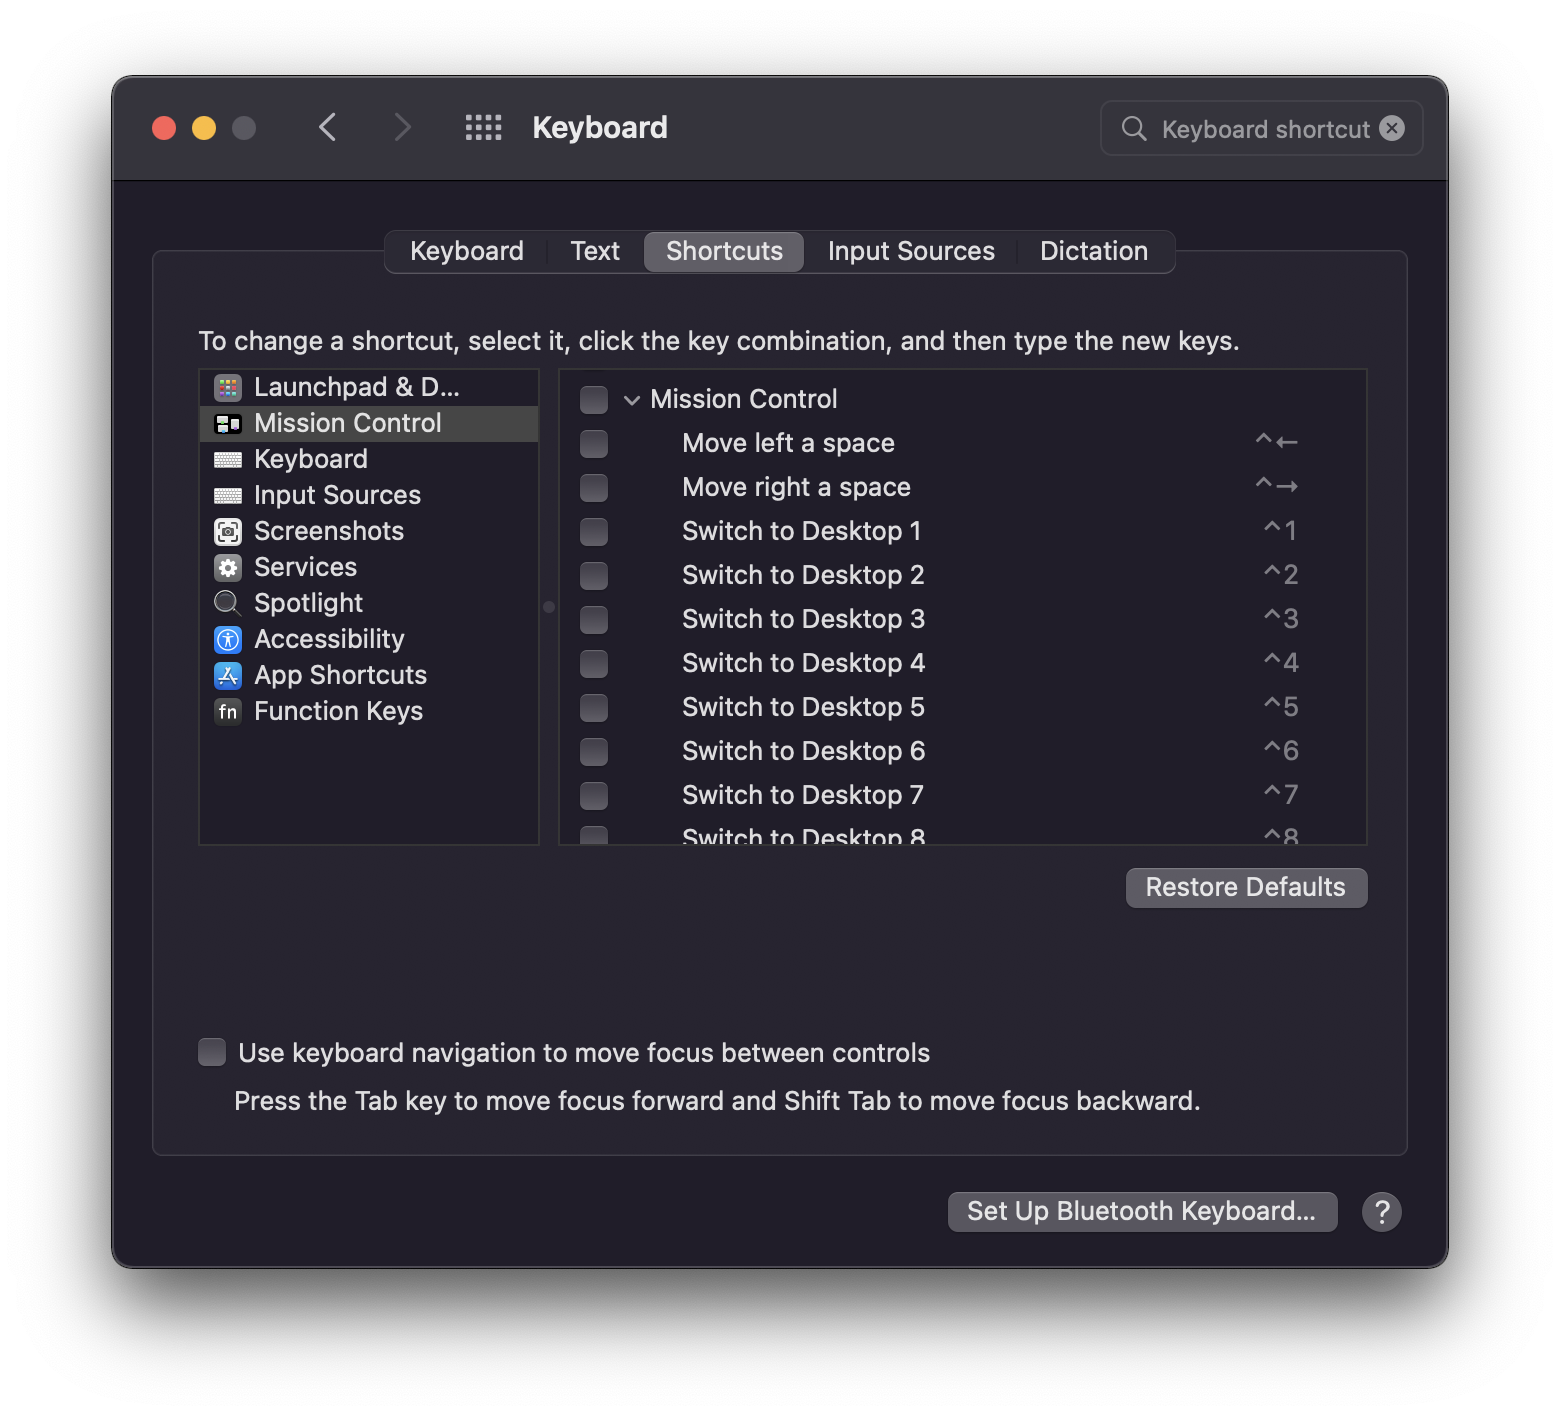 Keyboard
Keyboard shortcut
Keyboard Text Shortcuts Input Sources Dictation
To change a shortcut, select it, click the key combination, and then type the new keys.
Launchpad & D...
Mission Control
Keyboard
Input Sources
Screenshots
Services
Spotlight
Accessibility
App Shortcuts
fn Function Keys
Mission Control
Move left a space ^←
Move right a space ^→
Switch to Desktop 1 ^1
Switch to Desktop 2 ^2
Switch to Desktop 3 ^3
Switch to Desktop 4 ^4
Switch to Desktop 5 ^5
Switch to Desktop 6 ^6
Switch to Desktop 7 ^7
Switch to Desktop 8 ^8
Restore Defaults
Use keyboard navigation to move focus between controls
Press the Tab key to move focus forward and Shift Tab to move focus backward.
Set Up Bluetooth Keyboard... ?